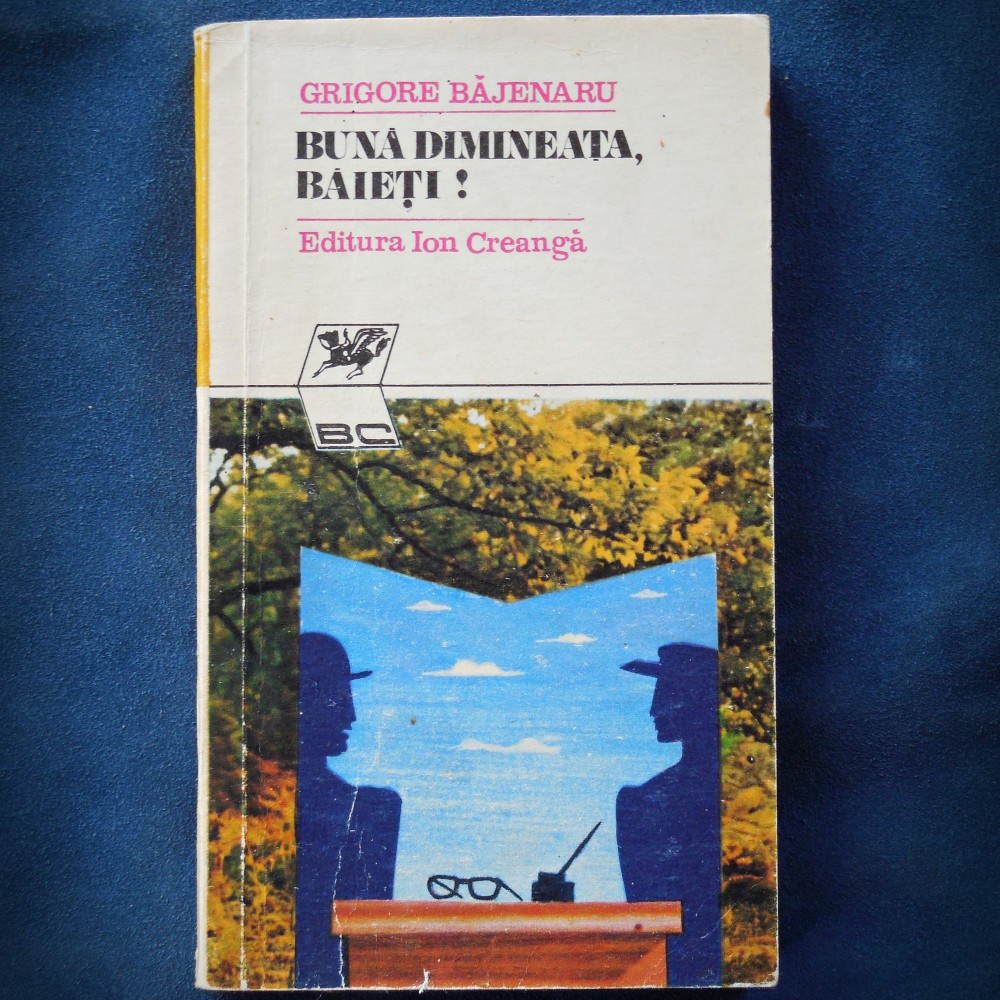 GRIGORE BĂJENARU
BUNĂ DIMINEAȚA,
BĂIEȚI !
Editura Ion Creangă
BC